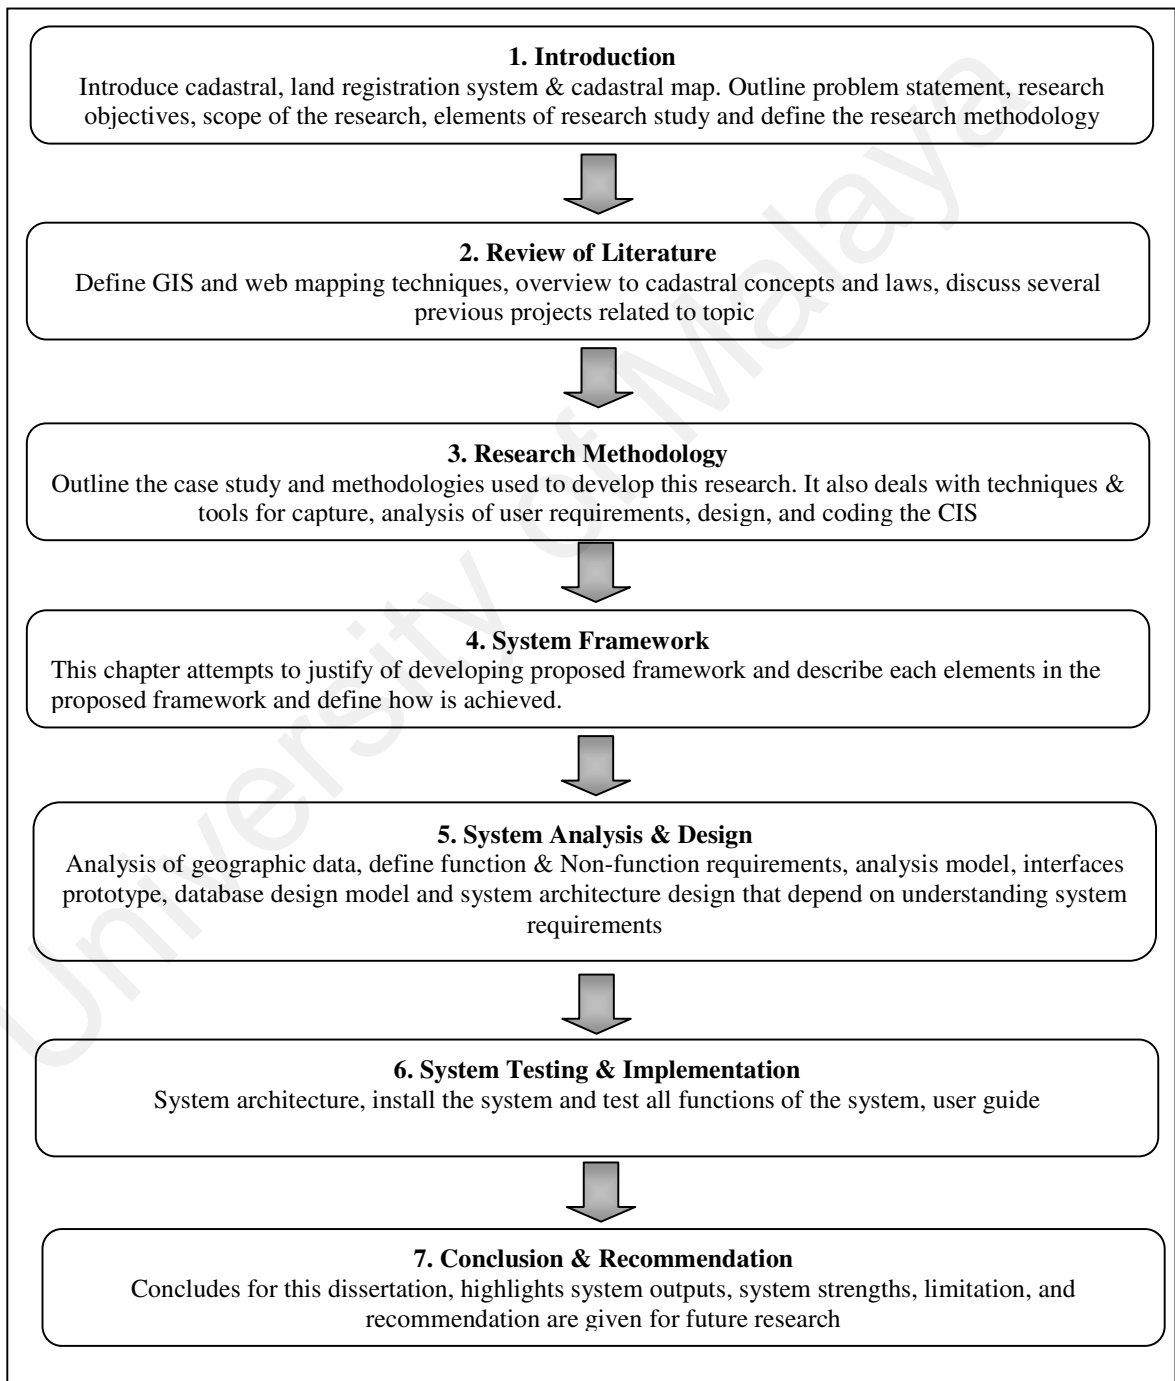 1. Introduction
Introduce cadastral, land registration system & cadastral map. Outline problem statement, research
objectives, scope of the research, elements of research study and define the research methodology
2. Review of Literature
Define GIS and web mapping techniques, overview to cadastral concepts and laws, discuss several
previous projects related to topic
3. Research Methodology
Outline the case study and methodologies used to develop this research. It also deals with techniques &
tools for capture, analysis of user requirements, design, and coding the CIS
4. System Framework
This chapter attempts to justify of developing proposed framework and describe each elements in the
proposed framework and define how is achieved.
5. System Analysis & Design
Analysis of geographic data, define function & Non-function requirements, analysis model, interfaces
prototype, database design model and system architecture design that depend on understanding system
requirements
6. System Testing & Implementation
System architecture, install the system and test all functions of the system, user guide
7. Conclusion & Recommendation
Concludes for this dissertation, highlights system outputs, system strengths, limitation, and
recommendation are given for future research
University of Malaya